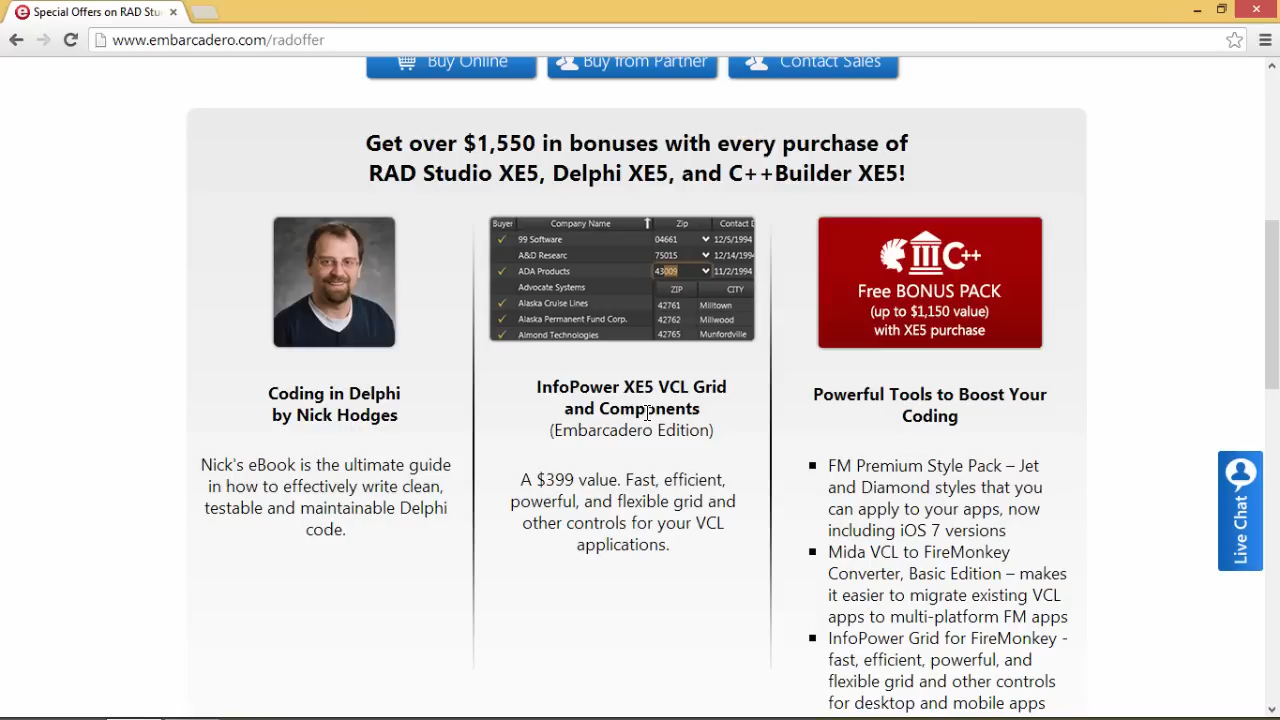 Special Offers on RAD Stu
www.embarcadero.com/radoffer
Buy Online
Buy from Partner
Contact Sales
Get over $1,550 in bonuses with every purchase of
RAD Studio XE5, Delphi XE5, and C++Builder XE5!
Buyer Company Name Zip Contact D
99 Software 04661 12/5/1994
A&D Researc 75015 12/14/1994
ADA Products 43009 11/2/1994
Advocate Systems ZIP CITY
Alaska Cruise Lines 42761 Milltown
Alaska Permanent Fund Corp. 42762 Millwood
Almond Technologies 42765 Munfordville
C++
Free BONUS PACK
(up to $1,150 value)
with XE5 purchase
Coding in Delphi
by Nick Hodges
Nick's eBook is the ultimate guide
in how to effectively write clean,
testable and maintainable Delphi
code.
InfoPower XE5 VCL Grid
and Components
(Embarcadero Edition)
A $399 value. Fast, efficient,
powerful, and flexible grid and
other controls for your VCL
applications.
Powerful Tools to Boost Your
Coding
FM Premium Style Pack – Jet
and Diamond styles that you
can apply to your apps, now
including iOS 7 versions
Mida VCL to FireMonkey
Converter, Basic Edition – makes
it easier to migrate existing VCL
apps to multi-platform FM apps
InfoPower Grid for FireMonkey -
fast, efficient, powerful, and
flexible grid and other controls
for desktop and mobile apps
Live Chat